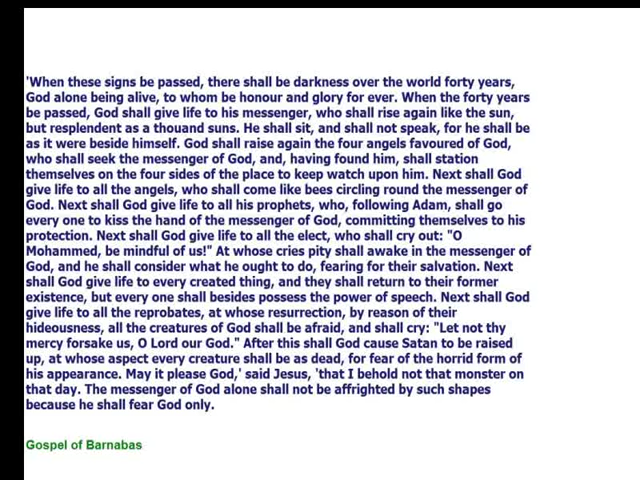 'When these signs be passed, there shall be darkness over the world forty years,
God alone being alive, to whom be honour and glory for ever. When the forty years
be passed, God shall give life to his messenger, who shall rise again like the sun,
but resplendent as a thouand suns. He shall sit, and shall not speak, for he shall be
as it were beside himself. God shall raise again the four angels favoured of God,
who shall seek the messenger of God, and, having found him, shall station
themselves on the four sides of the place to keep watch upon him. Next shall God
give life to all the angels, who shall come like bees circling round the messenger of
God. Next shall God give life to all his prophets, who, following Adam, shall go
every one to kiss the hand of the messenger of God, committing themselves to his
protection. Next shall God give life to all the elect, who shall cry out: "O
Mohammed, be mindful of us!" At whose cries pity shall awake in the messenger of
God, and he shall consider what he ought to do, fearing for their salvation. Next
shall God give life to every created thing, and they shall return to their former
existence, but every one shall besides possess the power of speech. Next shall God
give life to all the reprobates, at whose resurrection, by reason of their
hideousness, all the creatures of God shall be afraid, and shall cry: "Let not thy
mercy forsake us, O Lord our God." After this shall God cause Satan to be raised
up, at whose aspect every creature shall be as dead, for fear of the horrid form of
his appearance. May it please God,' said Jesus, 'that I behold not that monster on
that day. The messenger of God alone shall not be affrighted by such shapes
because he shall fear God only.
Gospel of Barnabas